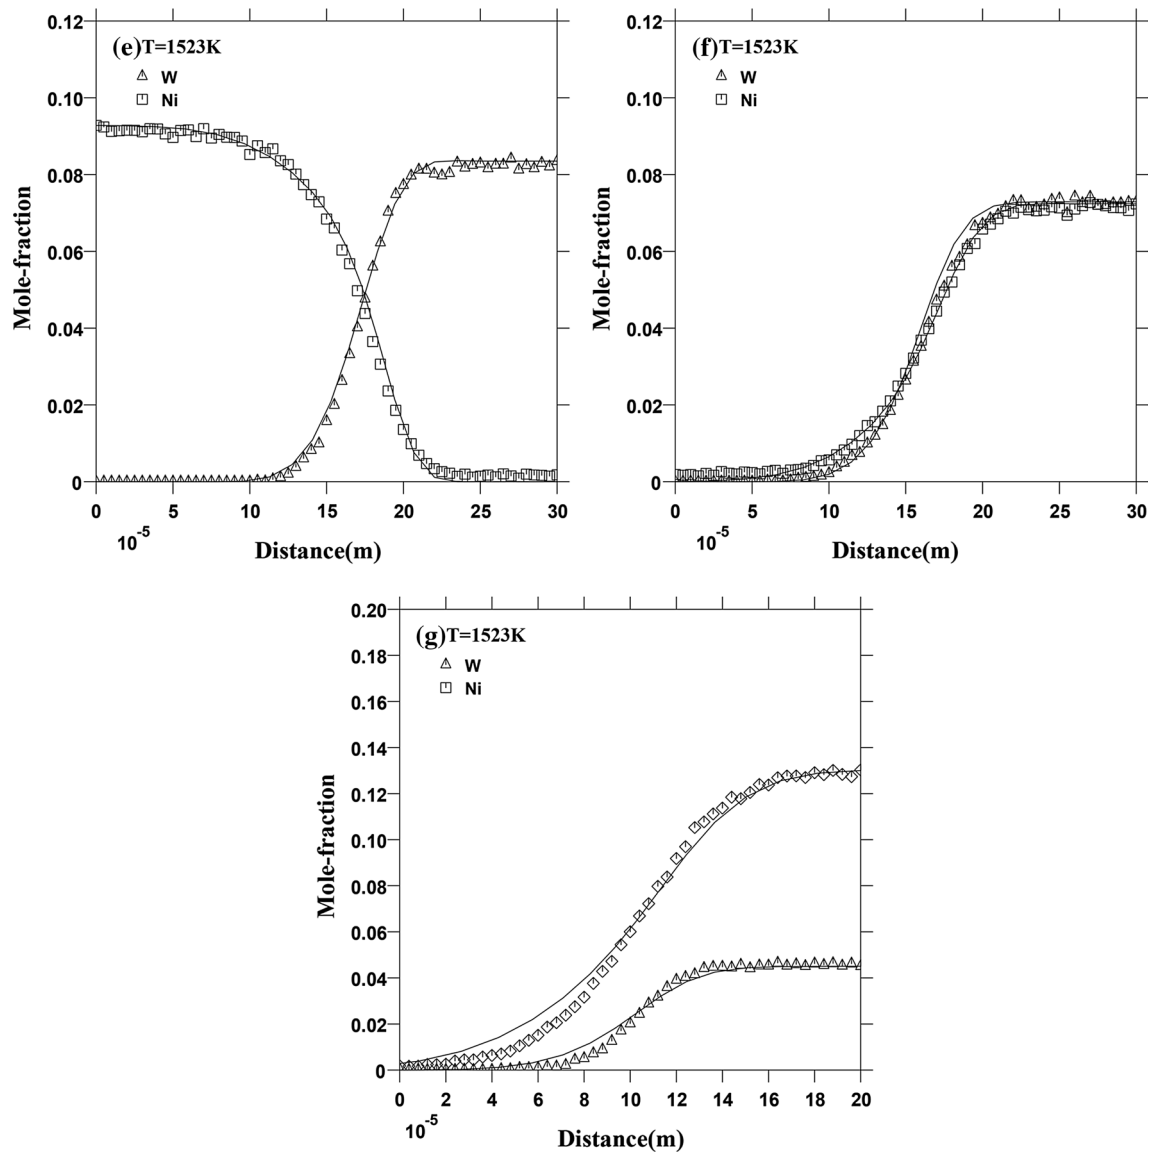 (e)T=1523K
W
Ni
0.12
0.10
0.08
0.06
0.04
0.02
0
Mole-fraction
0 5 10 15 20 25 30
10-5
Distance(m)
(f)T=1523K
W
Ni
0.12
0.10
0.08
0.06
0.04
0.02
0
Mole-fraction
0 5 10 15 20 25 30
10-5
Distance(m)
(g)T=1523K
W
Ni
0.20
0.18
0.16
0.14
0.12
0.10
0.08
0.06
0.04
0.02
0
Mole-fraction
0 2 4 6 8 10 12 14 16 18 20
10-5
Distance(m)